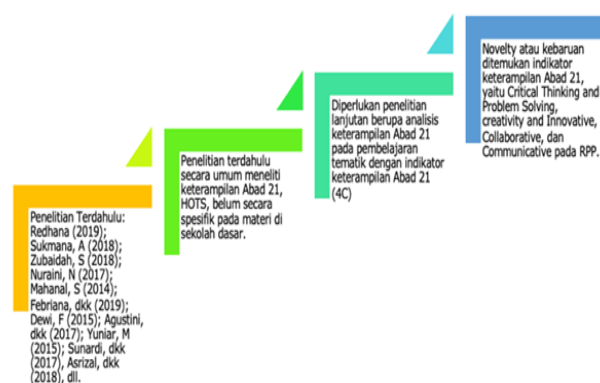 Penelitian Terdahulu:
Redhana (2019);
Sukmana, A (2018);
Zubaidah, S (2018);
Nuraini, N (2017);
Mahanal, S (2014);
Febriana, dkk (2019);
Dewi, F (2015); Agustini,
dkk (2017); Yuniar, M
(2015); Sunardi, dkk
(2017), Asrizal, dkk
(2018), dll.
Penelitian terdahulu
secara umum meneliti
keterampilan Abad 21,
HOTS, belum secara
spesifik pada materi di
sekolah dasar.
Diperlukan penelitian
lanjutan berupa analisis
keterampilan Abad 21
pada pembelajaran
tematik dengan indikator
keterampilan Abad 21
(4C)
Novelty atau kebaruan
ditemukan indikator
keterampilan Abad 21,
yaitu Critical Thinking and
Problem Solving,
creativity and Innovative,
Collaborative, dan
Communicative pada RPP.